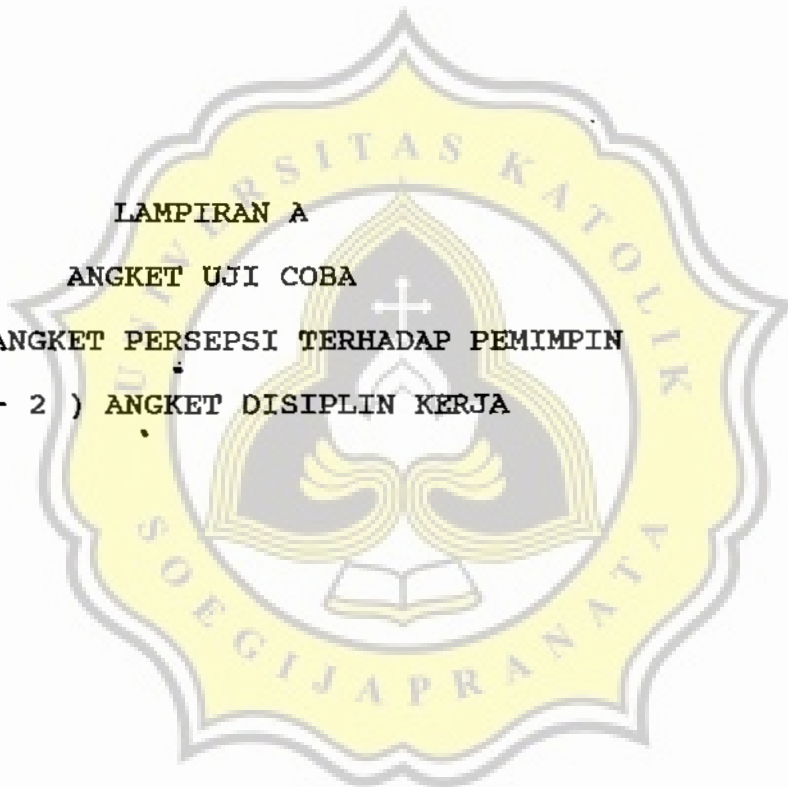 LAMPIRAN A
ANGKET UJI COBA
ANGKET PERSEPSI TERHADAP PEMIMPIN
- 2 ) ANGKET DISIPLIN KERJA
UNIVERSITAS KATOLIK
SOEGIJAPRANATA